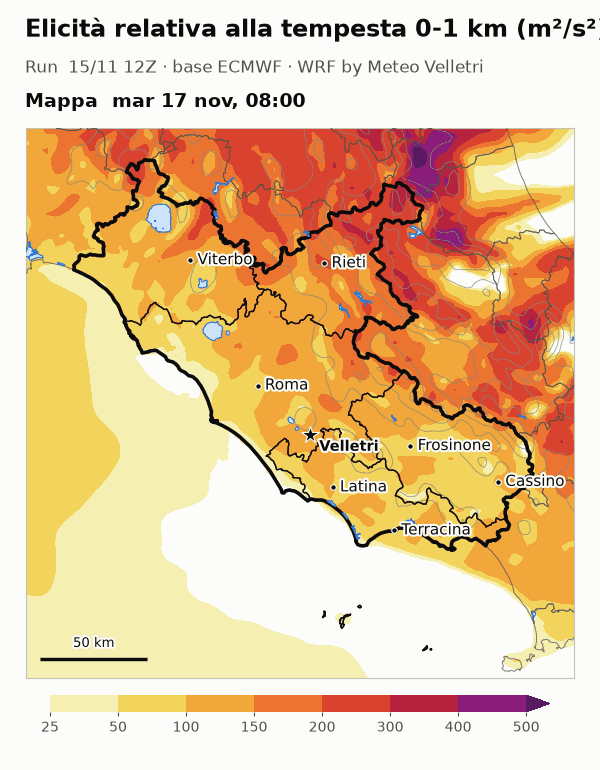 Elicità relativa alla tempesta 0-1 km (m²/s²)
Run 15/11 12Z · base ECMWF · WRF by Meteo Velletri
Mappa mar 17 nov, 08:00
Viterbo
Rieti
Roma
Velletri
Frosinone
Cassino
Latina
Terracina
50 km
25 50 100 150 200 300 400 500